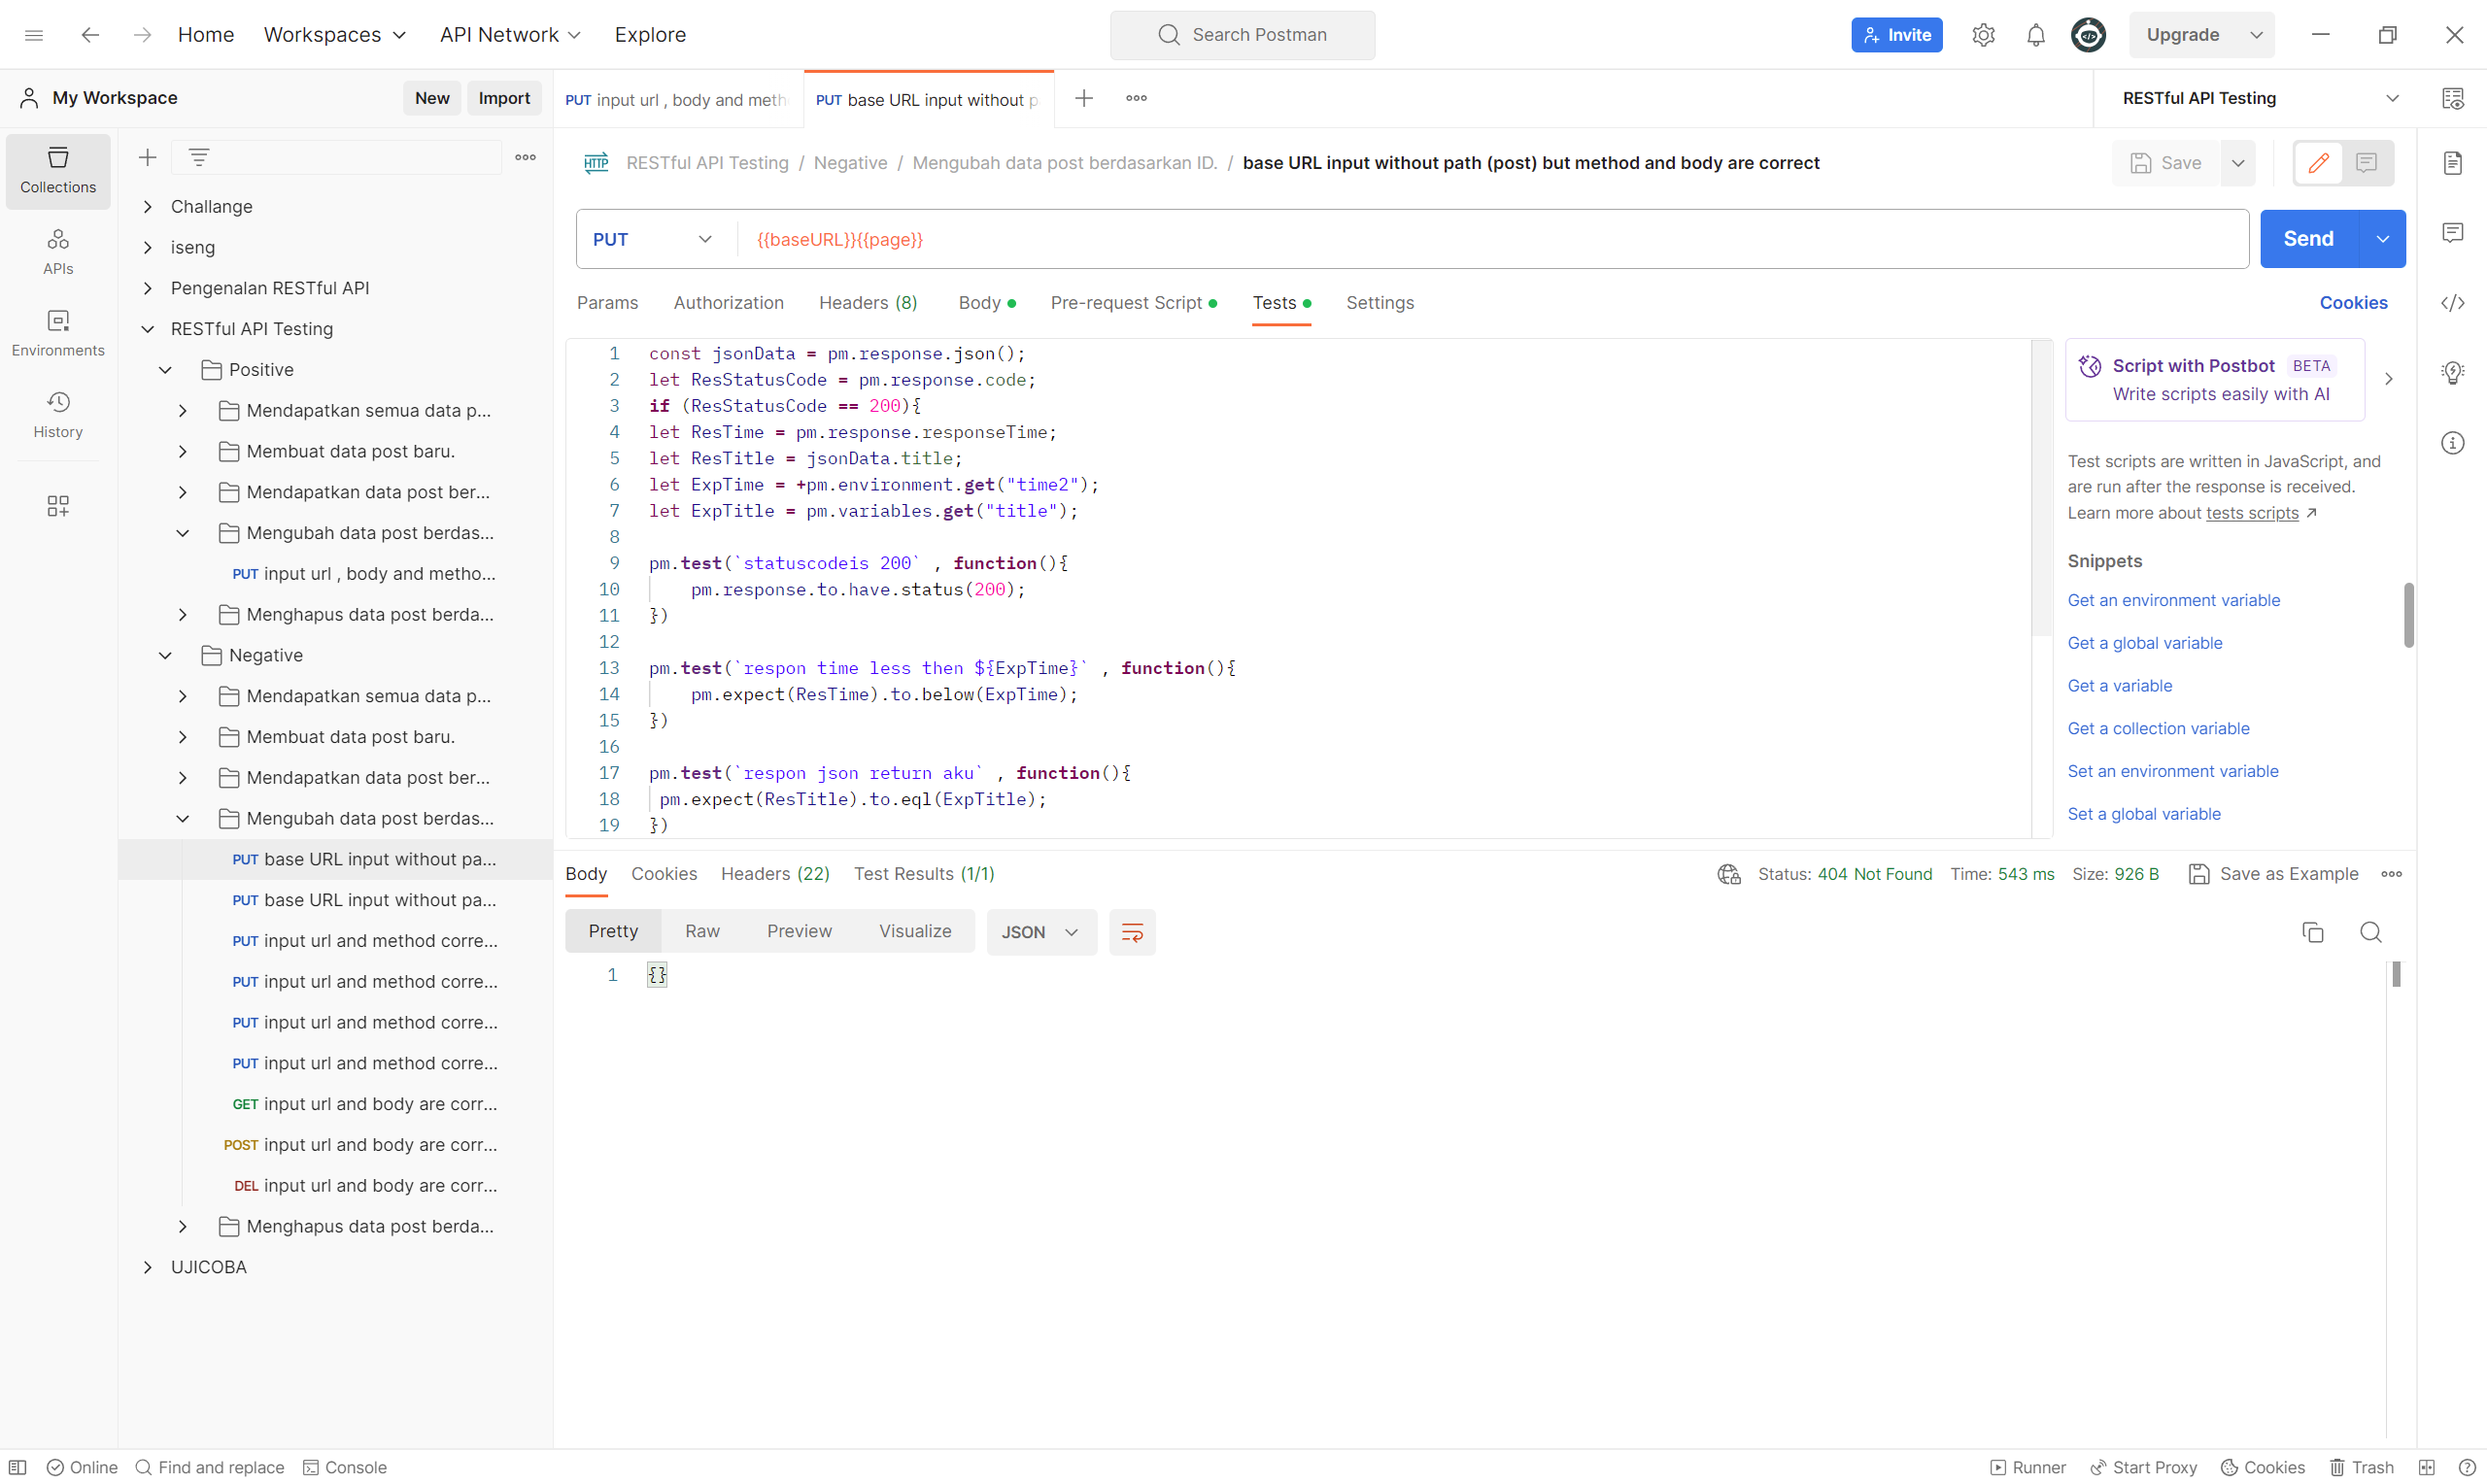 Home Workspaces API Network Explore Search Postman Invite Upgrade
My Workspace New Import PUT input url , body and meth PUT base URL input without p RESTful API Testing
Collections
APIs
Environments
History
Challange
iseng
Pengenalan RESTful API
RESTful API Testing
Positive
Mendapatkan semua data p...
Membuat data post baru.
Mendapatkan data post ber...
Mengubah data post berdas...
PUT input url , body and metho...
Menghapus data post berda...
Negative
Mendapatkan semua data p...
Membuat data post baru.
Mendapatkan data post ber...
Mengubah data post berdas...
PUT base URL input without pa...
PUT base URL input without pa...
PUT input url and method corre...
PUT input url and method corre...
PUT input url and method corre...
PUT input url and method corre...
GET input url and body are corr...
POST input url and body are corr...
DEL input url and body are corr...
Menghapus data post berda...
UJICOBA
HTTP RESTful API Testing / Negative / Mengubah data post berdasarkan ID. / base URL input without path (post) but method and body are correct Save
PUT {{baseURL}}{{page}} Send
Params Authorization Headers (8) Body Pre-request Script Tests Settings Cookies
1 const jsonData = pm.response.json();
2 let ResStatusCode = pm.response.code;
3 if (ResStatusCode == 200){
4 let ResTime = pm.response.responseTime;
5 let ResTitle = jsonData.title;
6 let ExpTime = +pm.environment.get("time2");
7 let ExpTitle = pm.variables.get("title");
8
9 pm.test(`statuscodeis 200` , function(){
10 pm.response.to.have.status(200);
11 })
12
13 pm.test(`respon time less then ${ExpTime}` , function(){
14 pm.expect(ResTime).to.below(ExpTime);
15 })
16
17 pm.test(`respon json return aku` , function(){
18 pm.expect(ResTitle).to.eql(ExpTitle);
19 })
Script with Postbot BETA
Write scripts easily with AI
Test scripts are written in JavaScript, and
are run after the response is received.
Learn more about tests scripts ↗
Snippets
Get an environment variable
Get a global variable
Get a variable
Get a collection variable
Set an environment variable
Set a global variable
Body Cookies Headers (22) Test Results (1/1) Status: 404 Not Found Time: 543 ms Size: 926 B Save as Example
Pretty Raw Preview Visualize JSON
1 {}
Online Find and replace Console Runner Start Proxy Cookies Trash